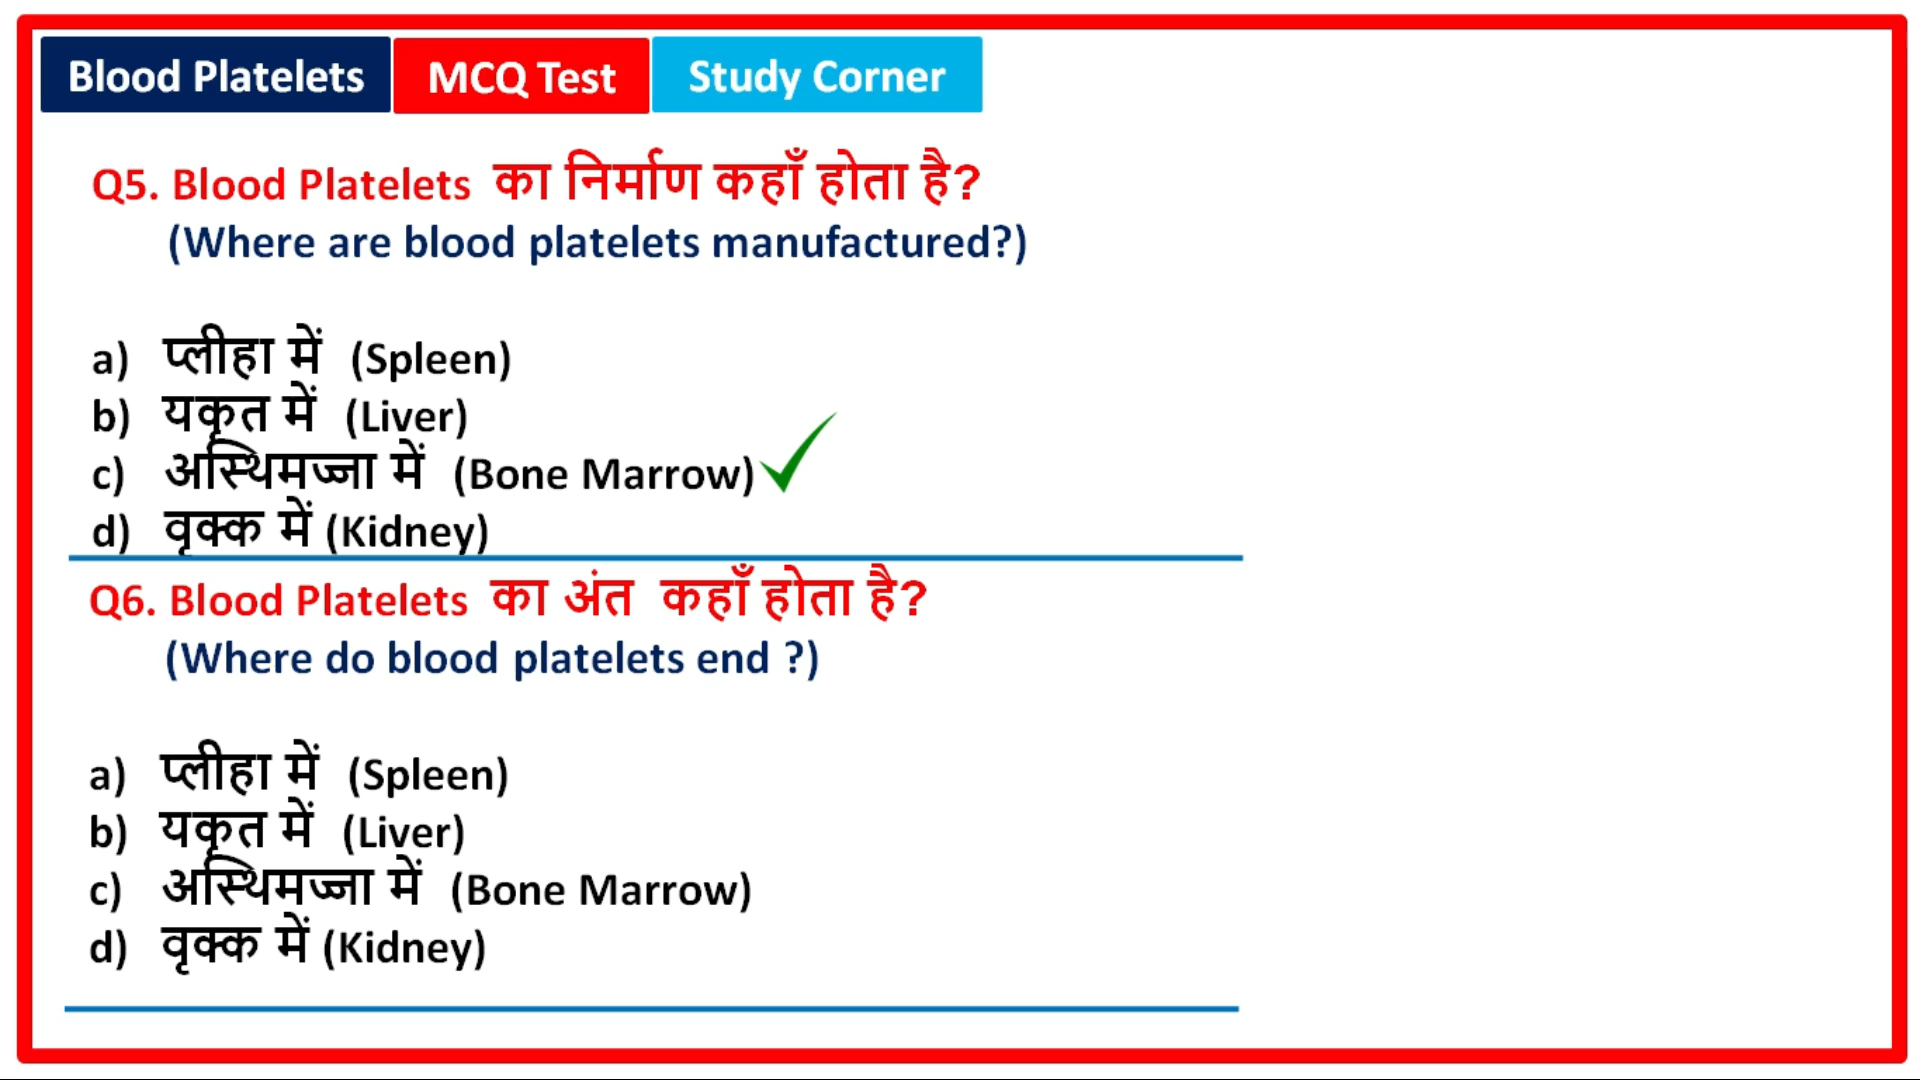 Blood Platelets MCQ Test Study Corner
Q5. Blood Platelets का निर्माण कहाँ होता है?
(Where are blood platelets manufactured?)
a) प्लीहा में (Spleen)
b) यकृत में (Liver)
c) अस्थिमज्जा में (Bone Marrow)
d) वृक्क में (Kidney)
Q6. Blood Platelets का अंत कहाँ होता है?
(Where do blood platelets end ?)
a) प्लीहा में (Spleen)
b) यकृत में (Liver)
c) अस्थिमज्जा में (Bone Marrow)
d) वृक्क में (Kidney)